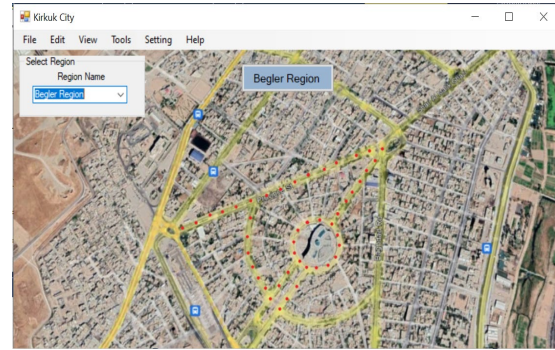 Kirkuk City
File Edit View Tools Setting Help
Select Region
Region Name
Begler Region
Begler Region